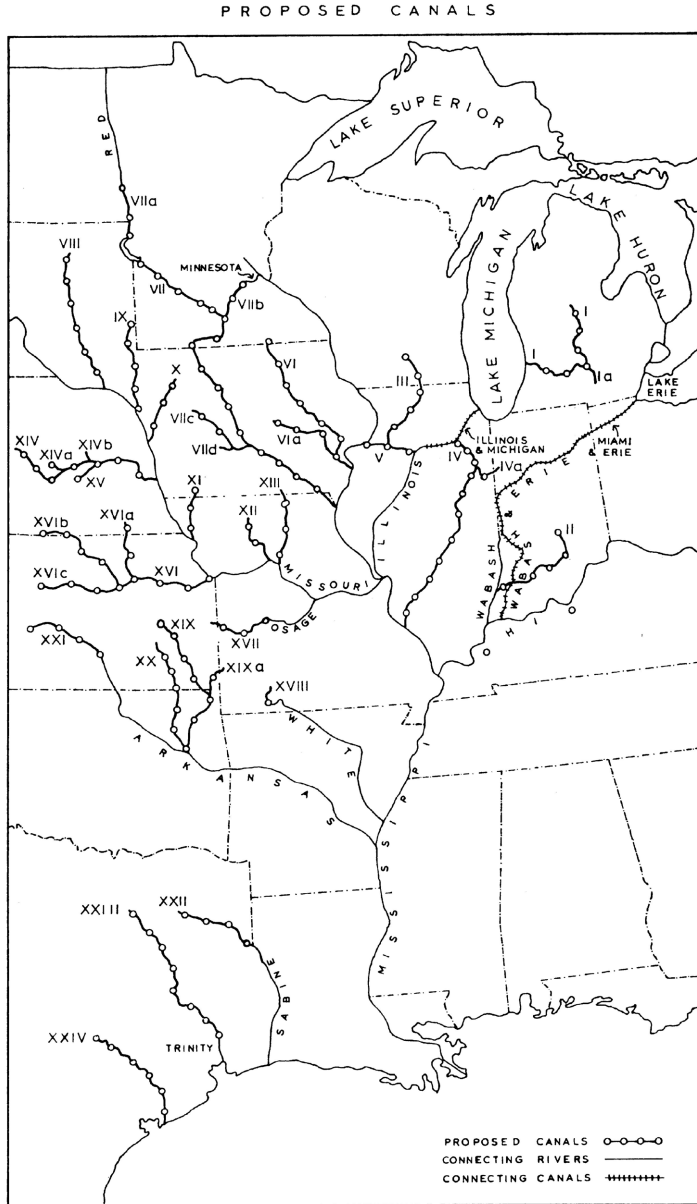 PROPOSED CANALS
LAKE SUPERIOR
RED
LAKE HURON
VIIa
LAKE MICHIGAN
VIII
MINNESOTA
VII
VIIb
IX
I
I
VI
X
III
Ia
LAKE
ERIE
VIIc
VIa
ILLINOIS
& MICHIGAN
MIAMI
& ERIE
XIV
XIVa
XIVb
VIId
V
IV
IVa
XV
XI
XIII
ILLINOIS
WABASH & ERIE
XVIb
XVIa
XII
II
MISSOURI
WABASH
XVIc
XVI
OHIO
XVII
OSAGE
XXI
XIX
XX
XIXa
XVIII
WHITE
ARKANSAS
MISSISSIPPI
XXIII
XXII
SABINE
XXIV
TRINITY
PROPOSED CANALS
CONNECTING RIVERS
CONNECTING CANALS